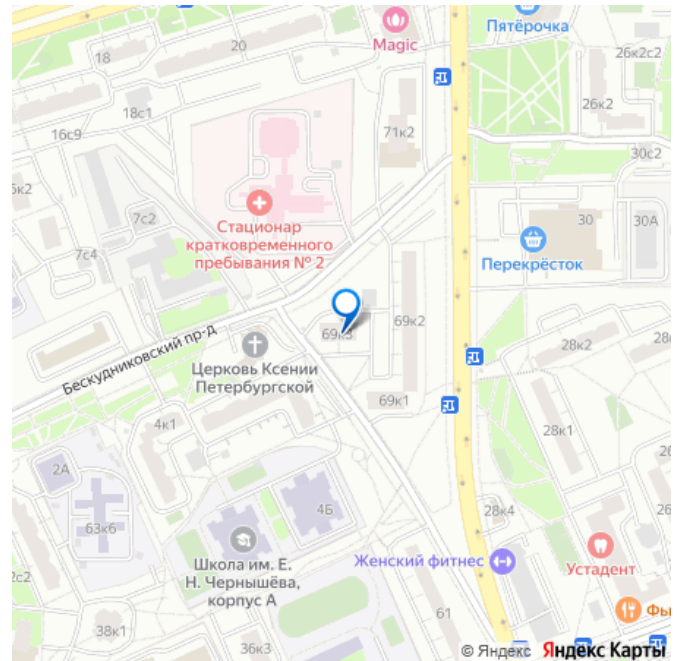 Magic
Пятёрочка
18
20
26к2с2
18с1
26к2
16с9
71к2
30с2
5к2
7с2
Стационар
кратковременного
пребывания № 2
30
30А
7с4
Перекрёсток
69к3
69к2
Бескудниковский пр-д
28к2
Церковь Ксении
Петербургской
69к1
4к1
28к1
2А
4Б
63к6
28к4
Школа им. Е.
Н. Чернышёва,
корпус А
Женский фитнес
Устадент
38к1
36к3
61
Фы
© Яндекс Яндекс Карты